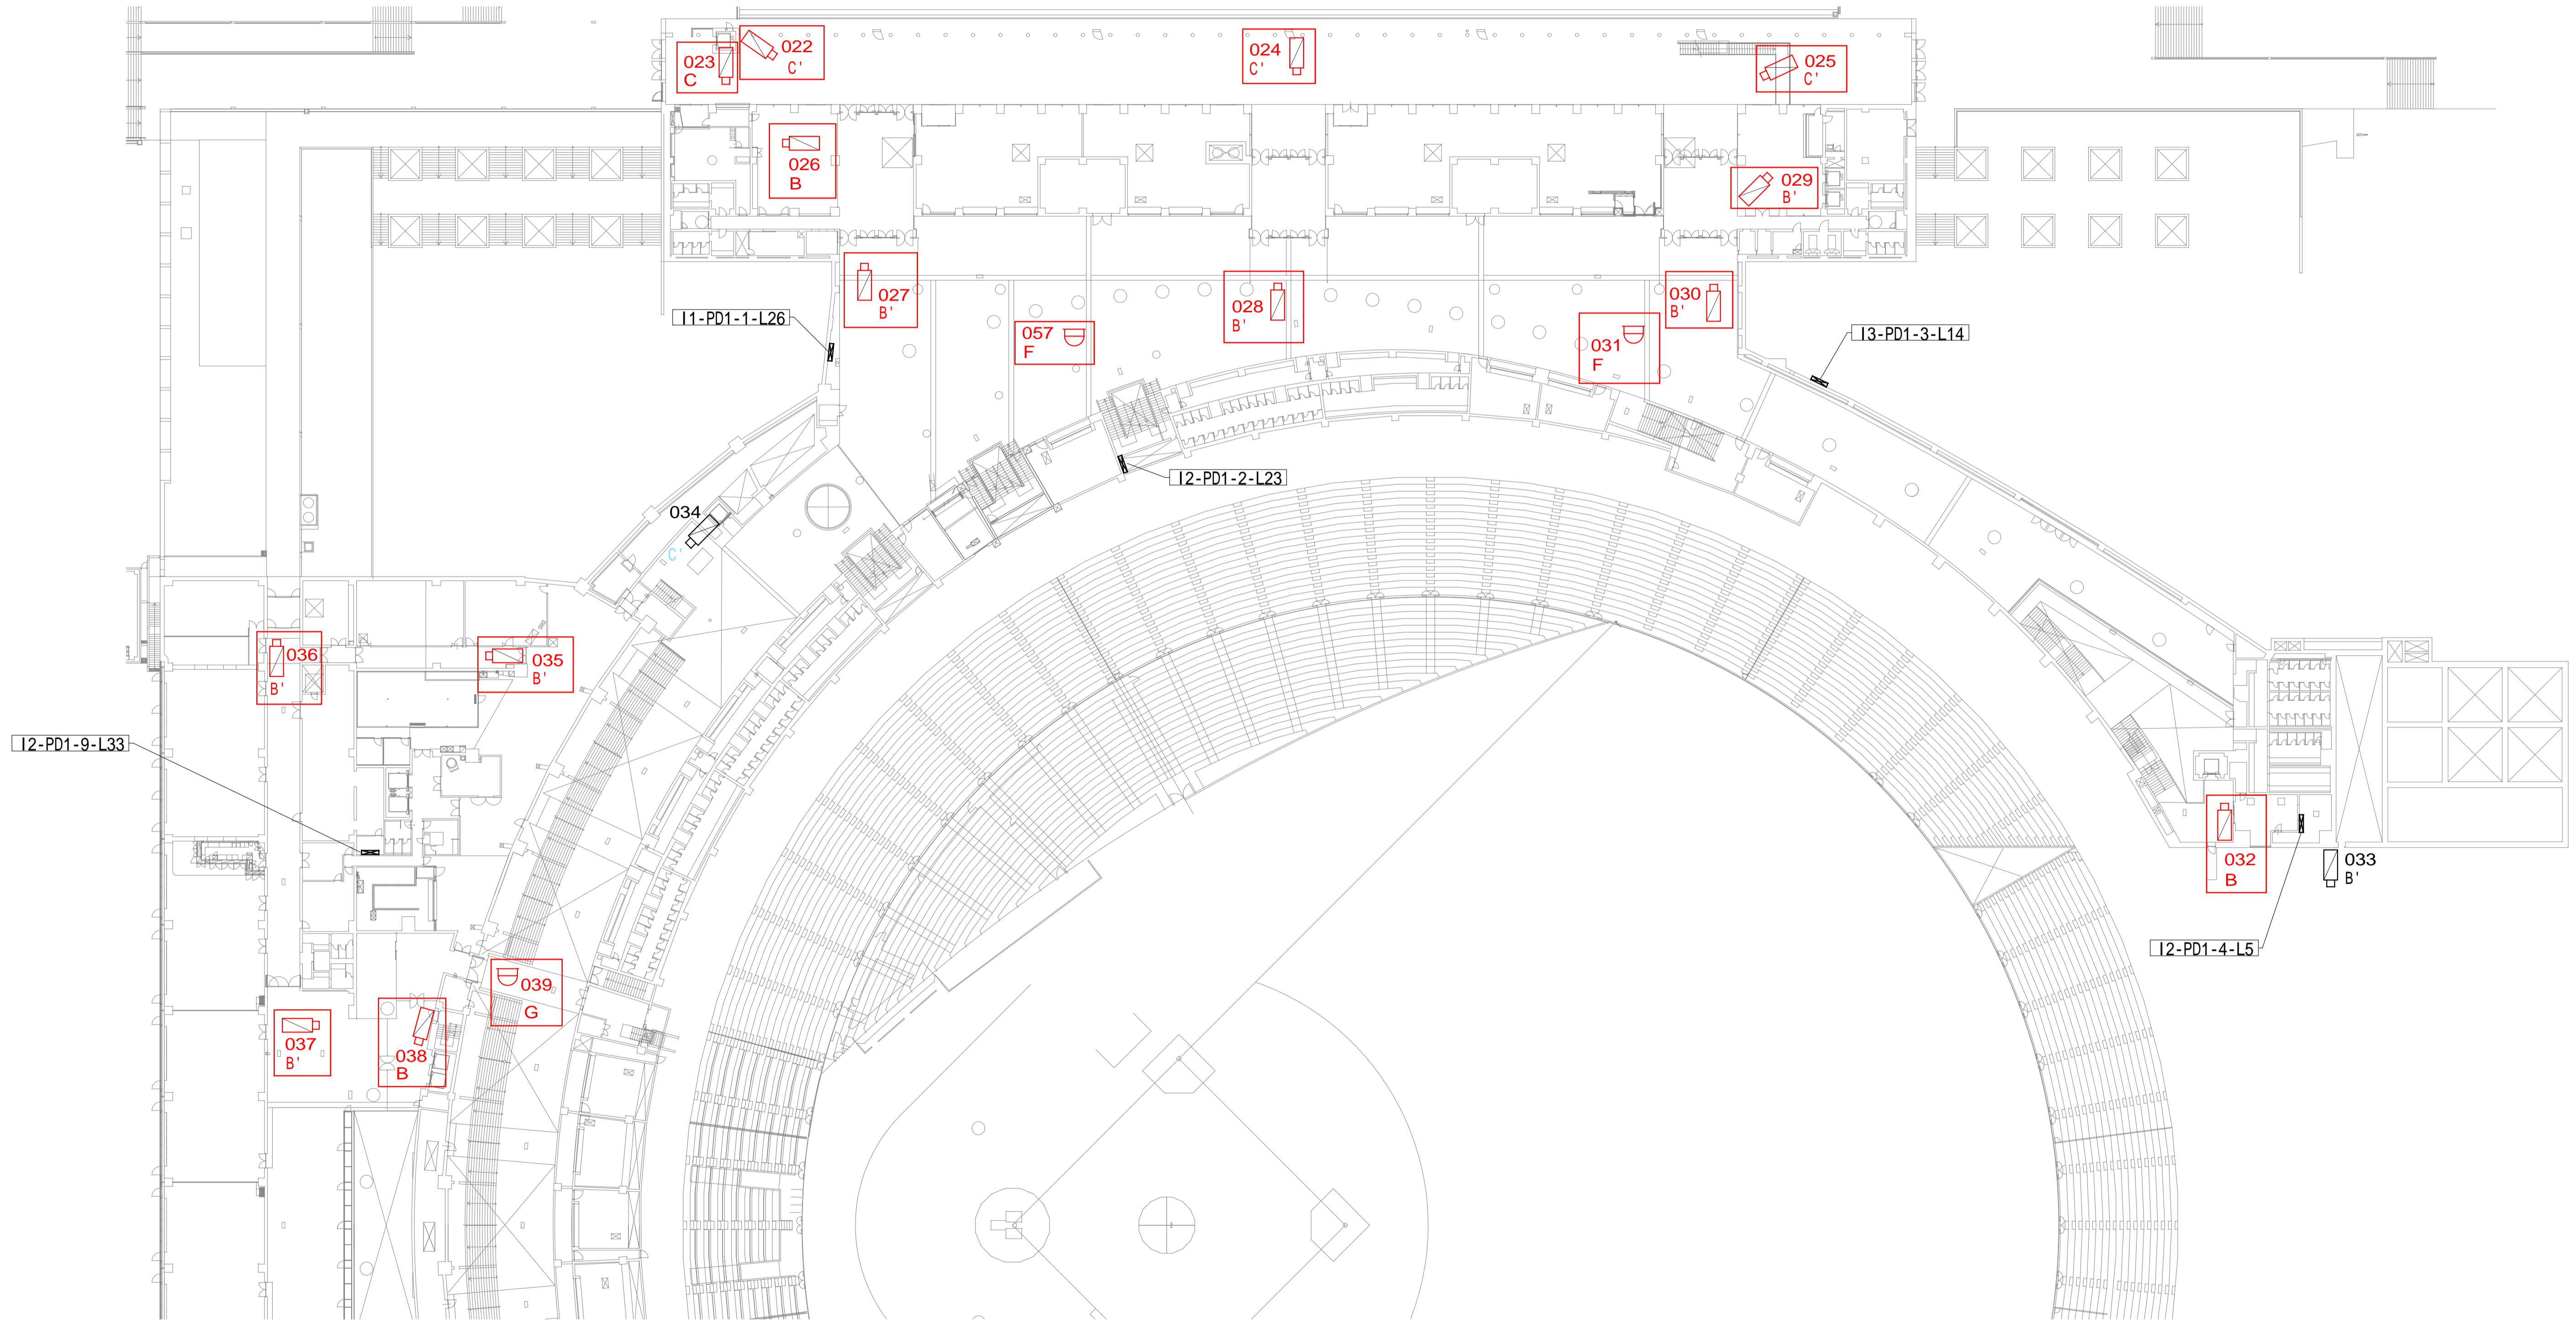 022
C'
023
C
024
C'
025
C'
026
B
029
B'
027
B'
028
B'
030
B'
I1-PD1-1-L26
057
F
031
F
I3-PD1-3-L14
I2-PD1-2-L23
034
C'
036
B'
035
B'
I2-PD1-9-L33
032
B
033
B'
I2-PD1-4-L5
039
G
037
B'
038
B